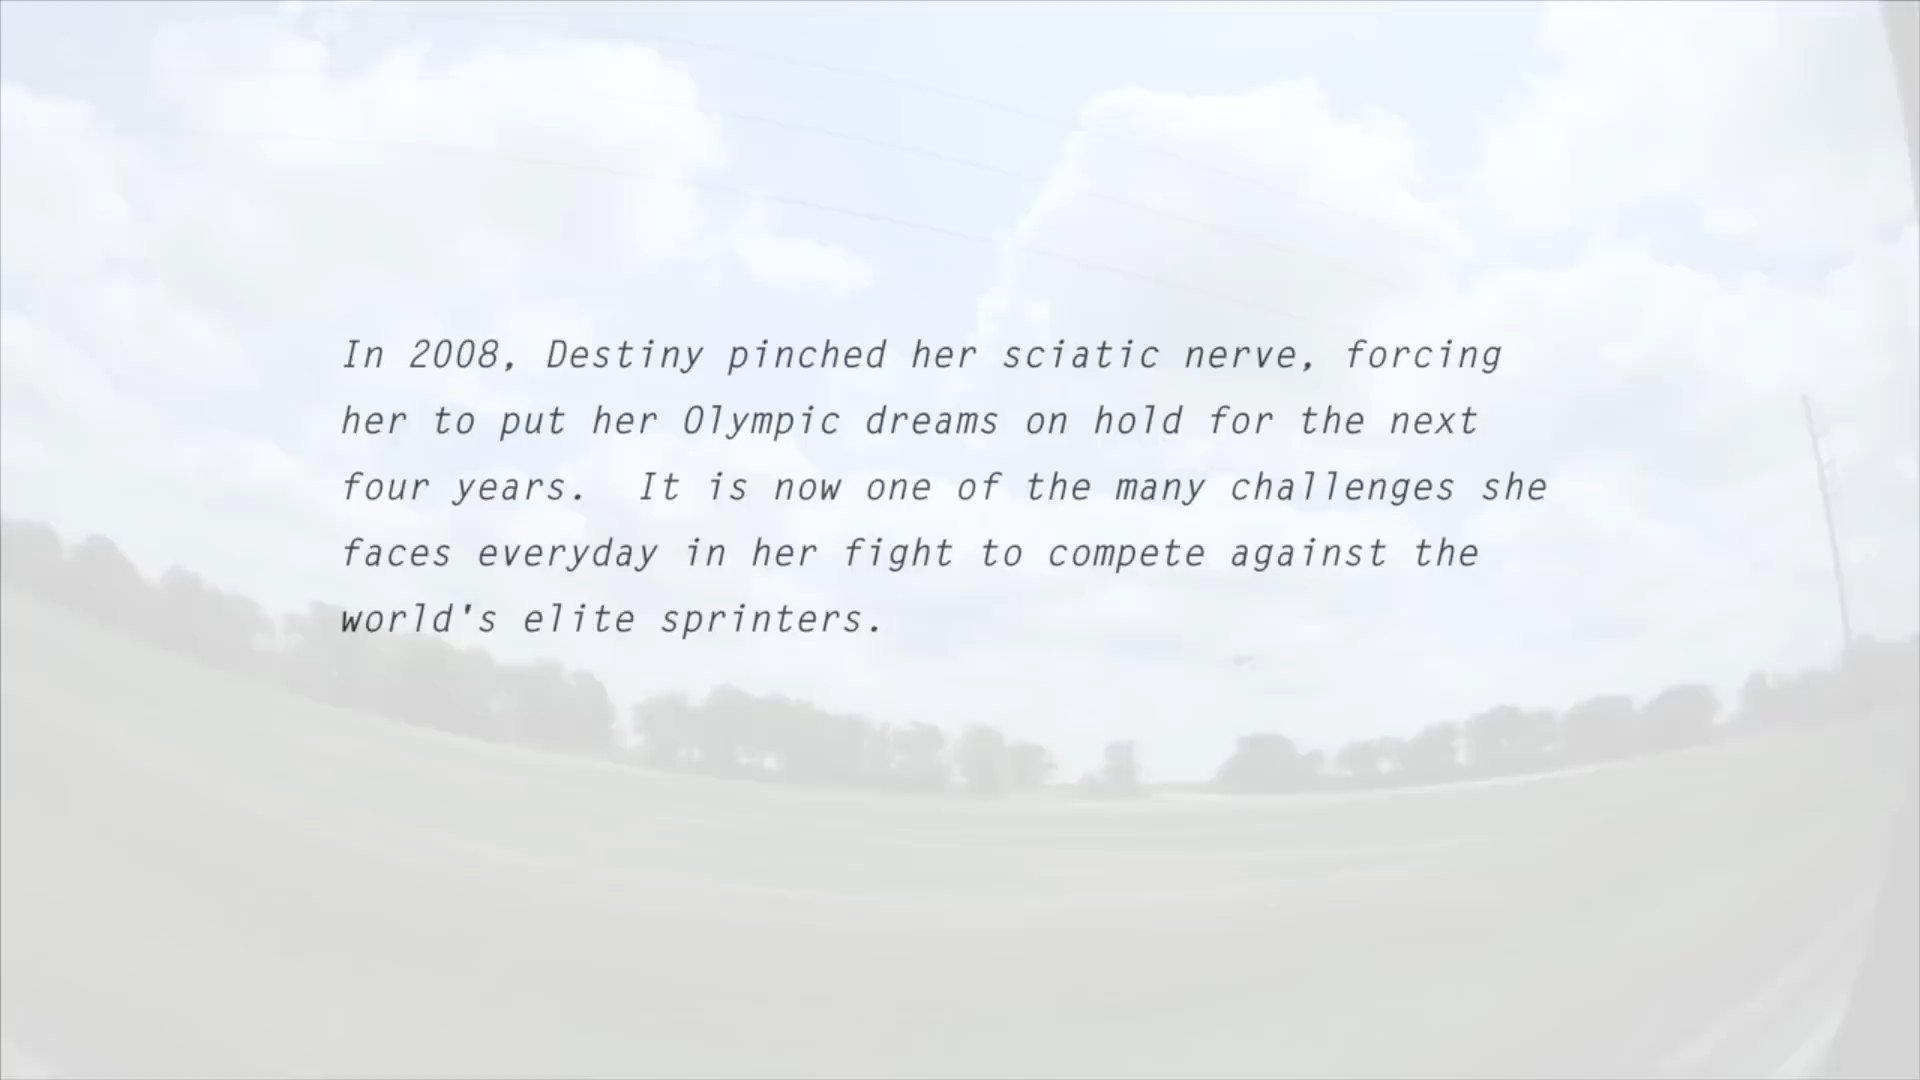 In 2008, Destiny pinched her sciatic nerve, forcing
her to put her Olympic dreams on hold for the next
four years.  It is now one of the many challenges she
faces everyday in her fight to compete against the
world's elite sprinters.